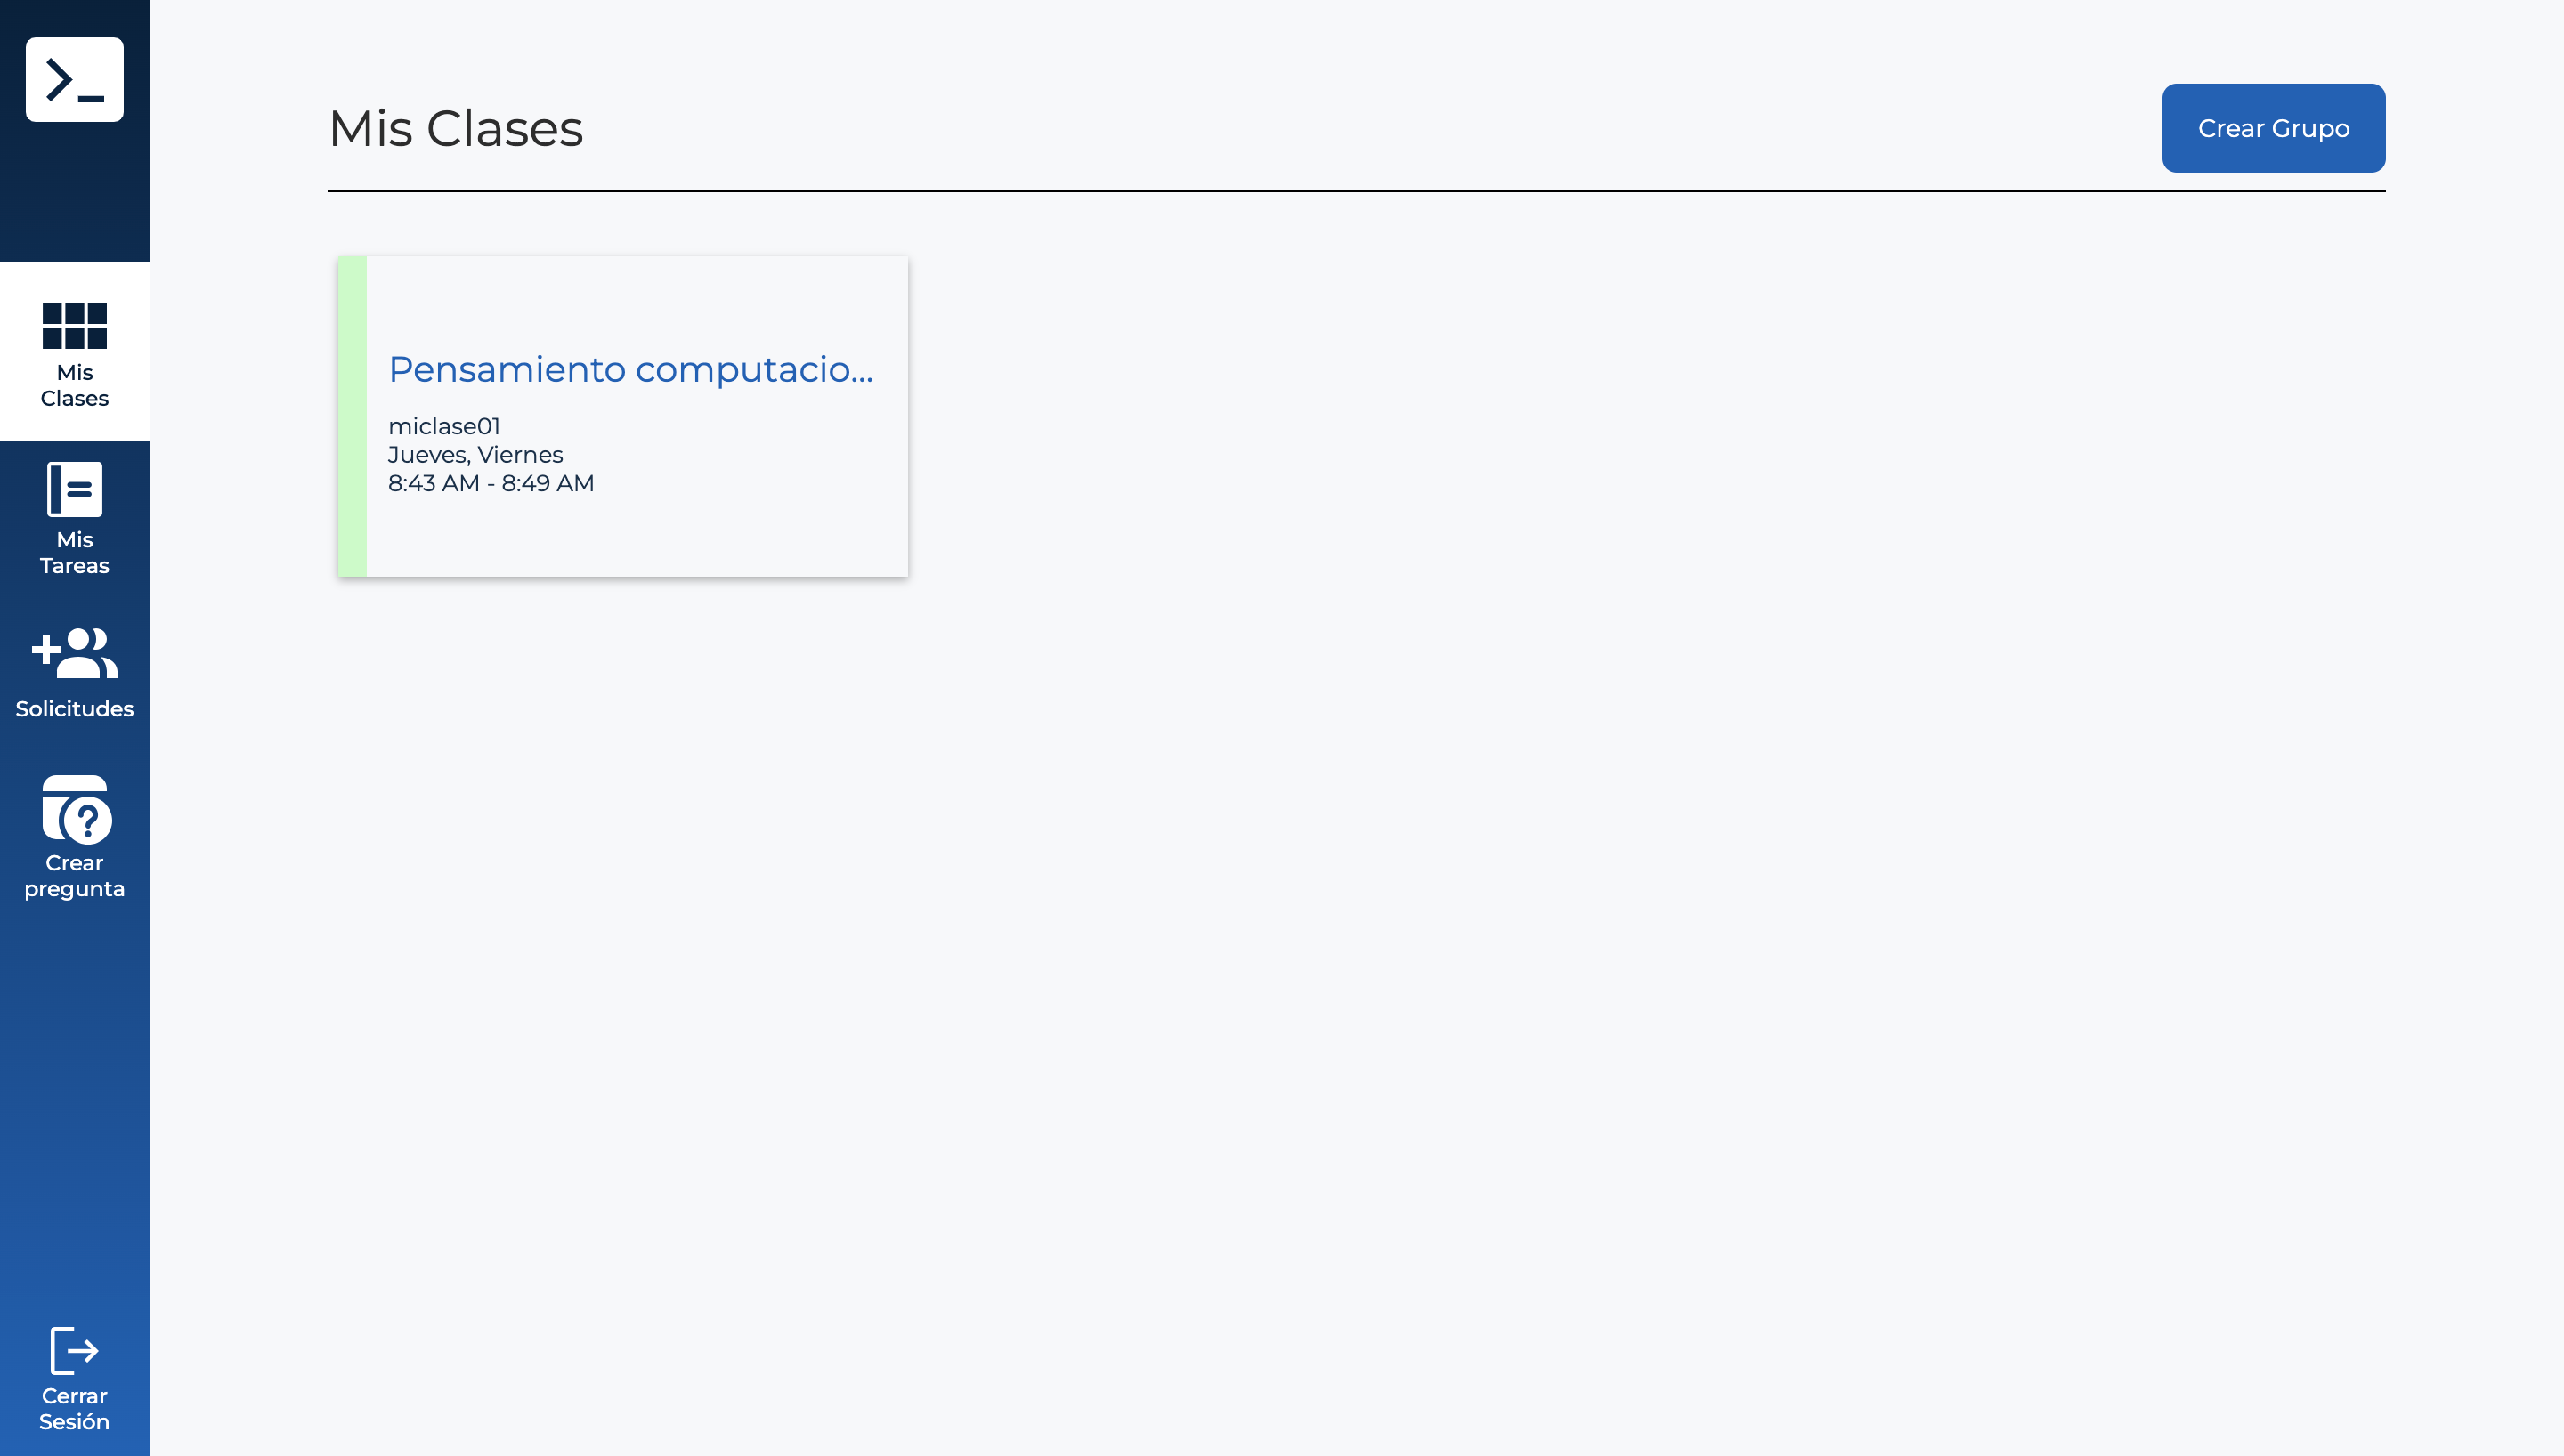 Mis Clases
Crear Grupo
Mis
Clases
Mis
Tareas
Solicitudes
Crear
pregunta
Cerrar
Sesión
Pensamiento computacio...
miclase01
Jueves, Viernes
8:43 AM - 8:49 AM